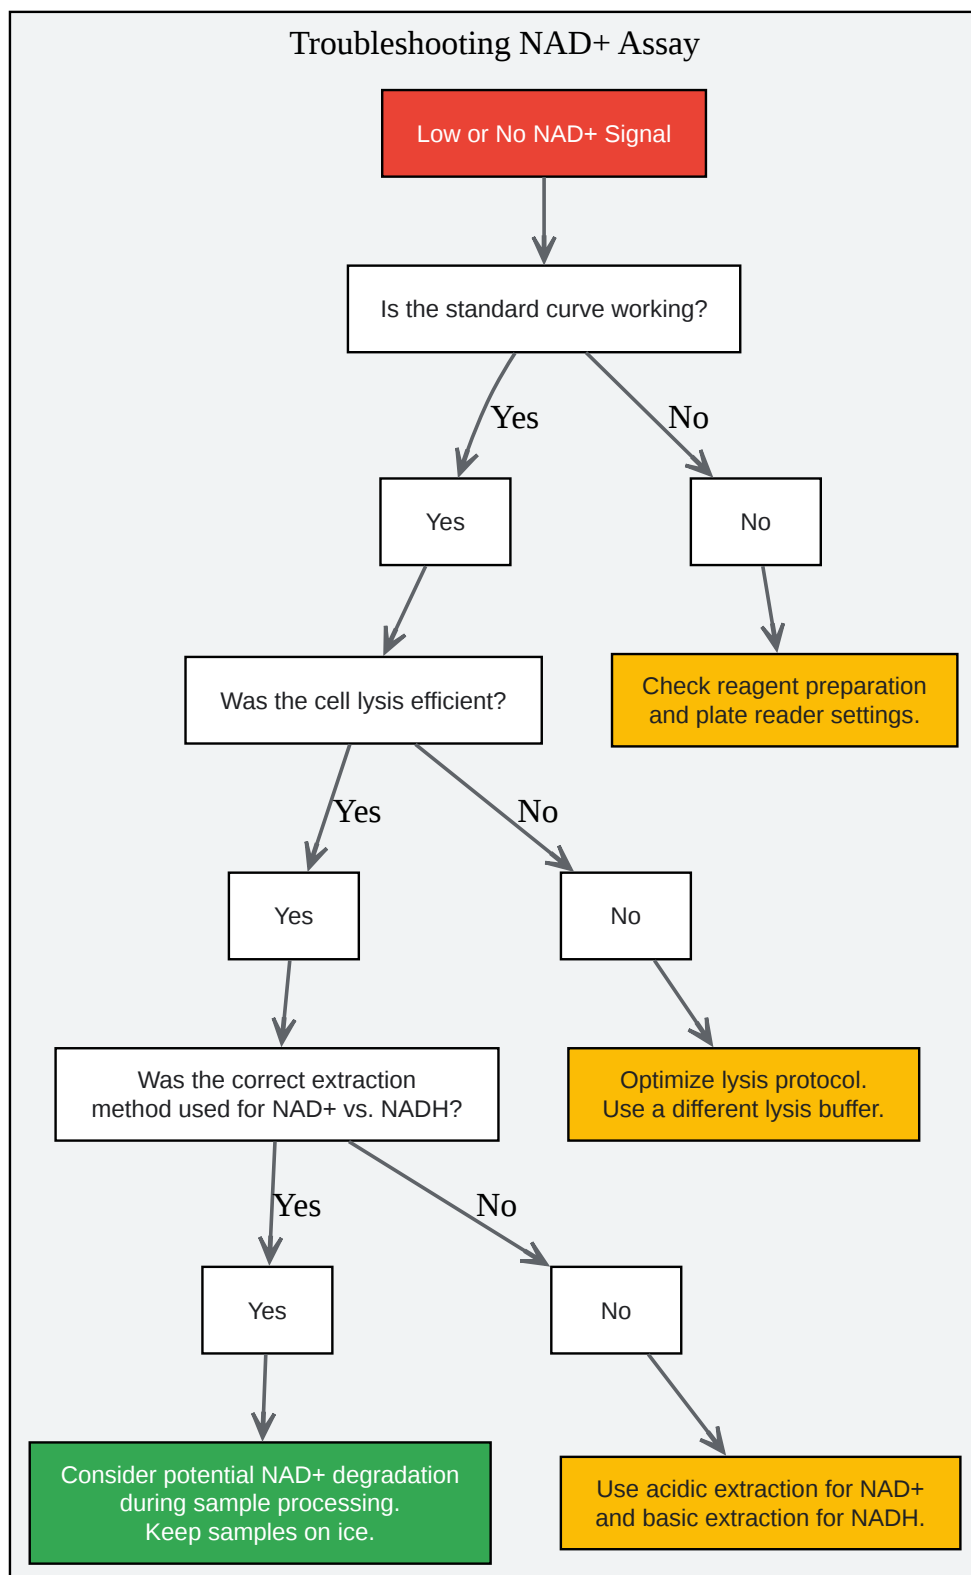 Troubleshooting NAD+ Assay
Low or No NAD+ Signal
Is the standard curve working?
Yes
No
Yes
No
Was the cell lysis efficient?
Check reagent preparation
and plate reader settings.
Yes
No
Yes
No
Was the correct extraction
method used for NAD+ vs. NADH?
Optimize lysis protocol.
Use a different lysis buffer.
Yes
No
Yes
No
Consider potential NAD+ degradation
during sample processing.
Keep samples on ice.
Use acidic extraction for NAD+
and basic extraction for NADH.